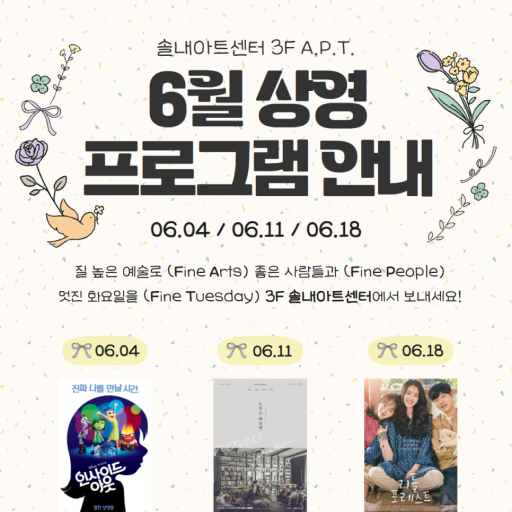 솔내아트센터 3F A.P.T.
6월 상영
프로그램 안내
06.04 / 06.11 / 06.18
질 높은 예술로 (Fine Arts) 좋은 사람들과 (Fine People)
멋진 화요일을 (Fine Tuesday) 3F 솔내아트센터에서 보내세요!
06.04
06.11
06.18
진짜 나를 만날 시간
인사이드
아웃
리틀
포레스트